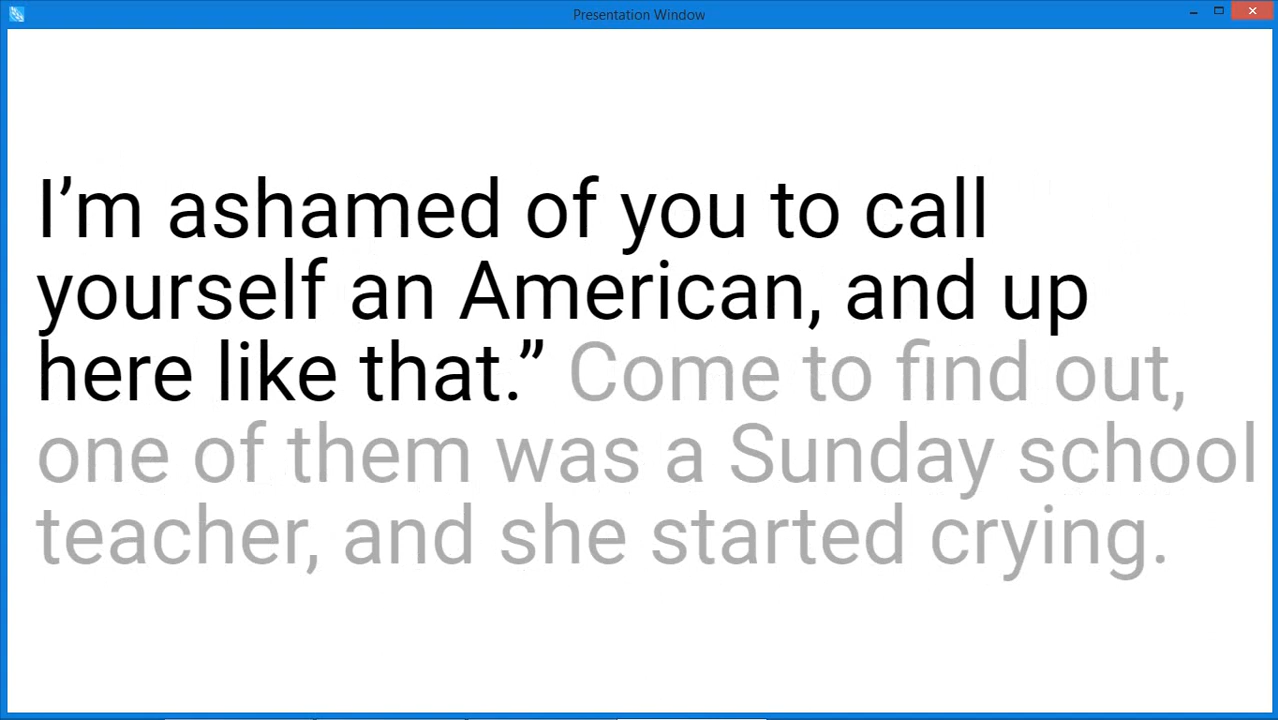 Presentation Window
I’m ashamed of you to call
yourself an American, and up
here like that.” Come to find out,
one of them was a Sunday school
teacher, and she started crying.